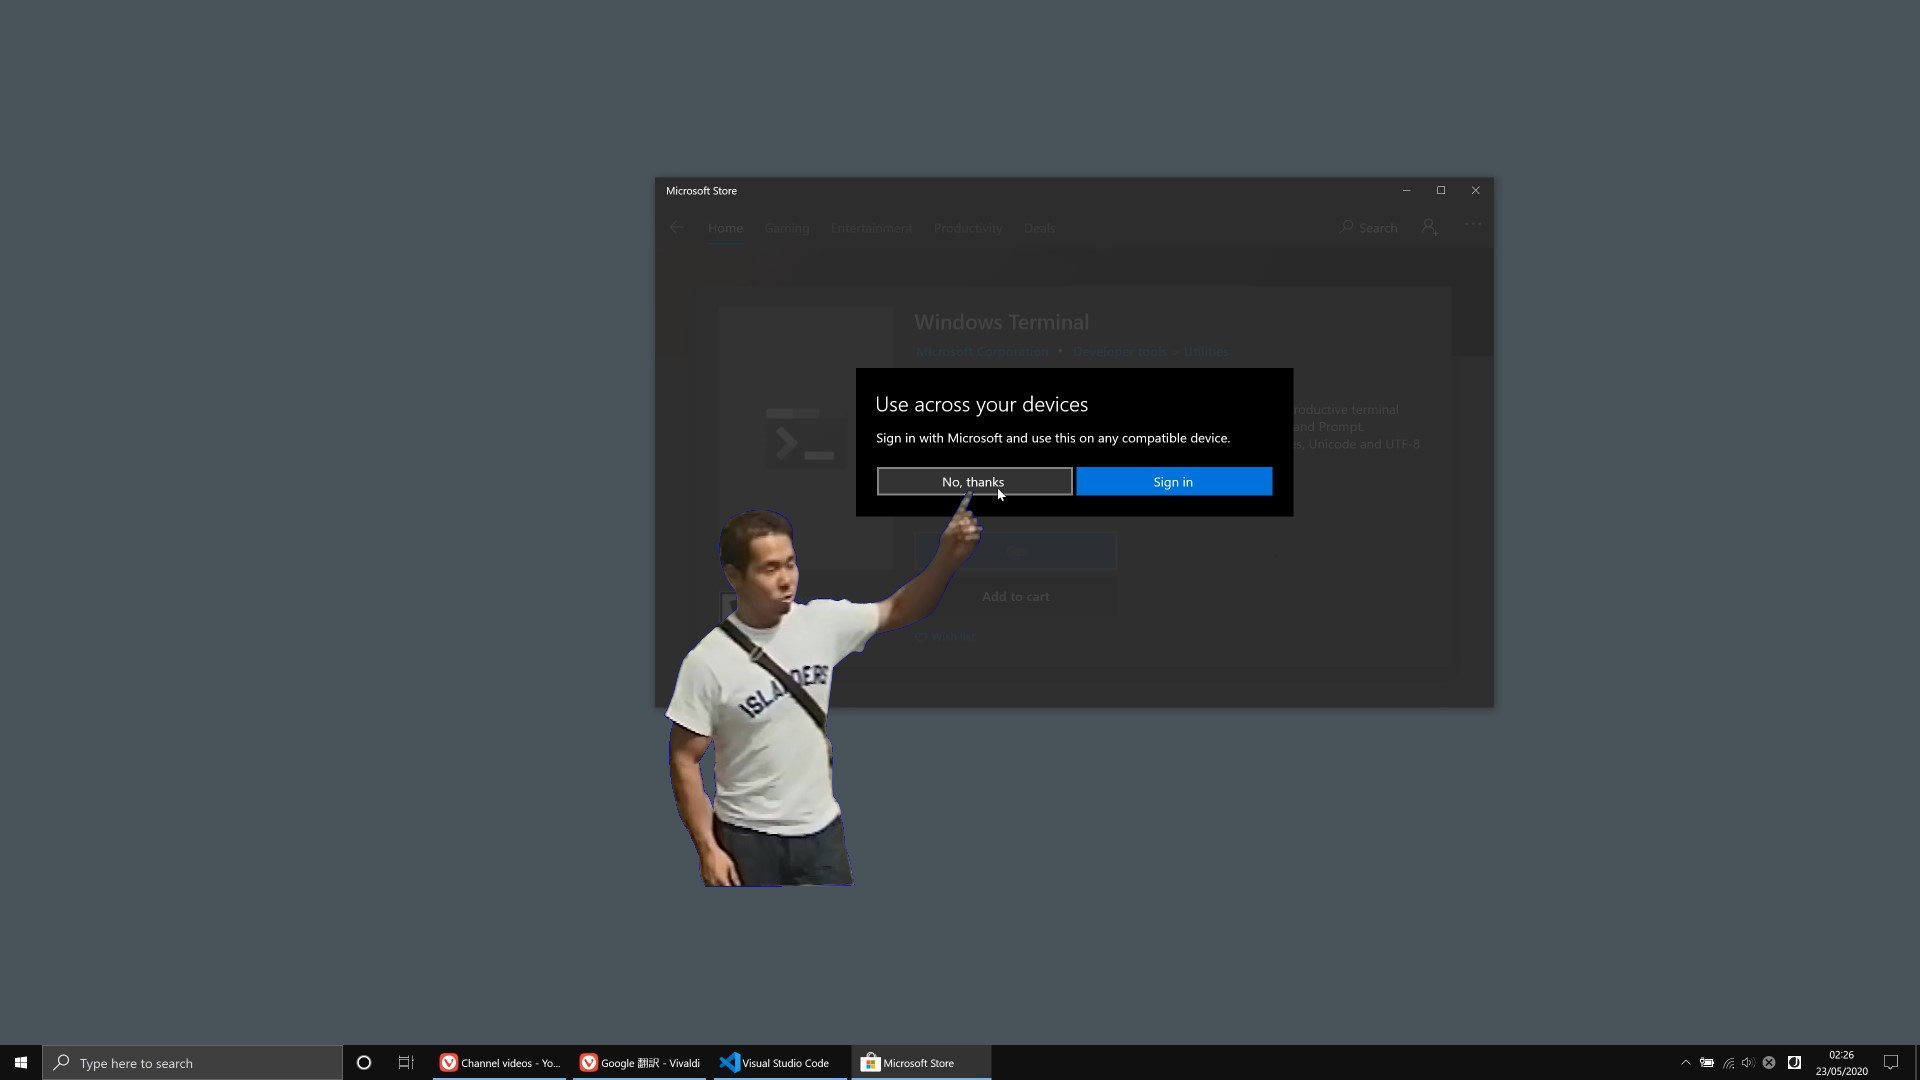 Microsoft Store
Home Gaming Entertainment Productivity Deals
Search
Windows Terminal
Microsoft Corporation • Developer tools > Utilities
Use across your devices
Sign in with Microsoft and use this on any compatible device.
No, thanks
Sign in
roductive terminal
and Prompt,
s, Unicode and UTF-8
Add to cart
Wish list
ISLANDERS
Type here to search
Channel videos - Yo...
Google 翻訳 - Vivaldi
Visual Studio Code
Microsoft Store
02:26
23/05/2020